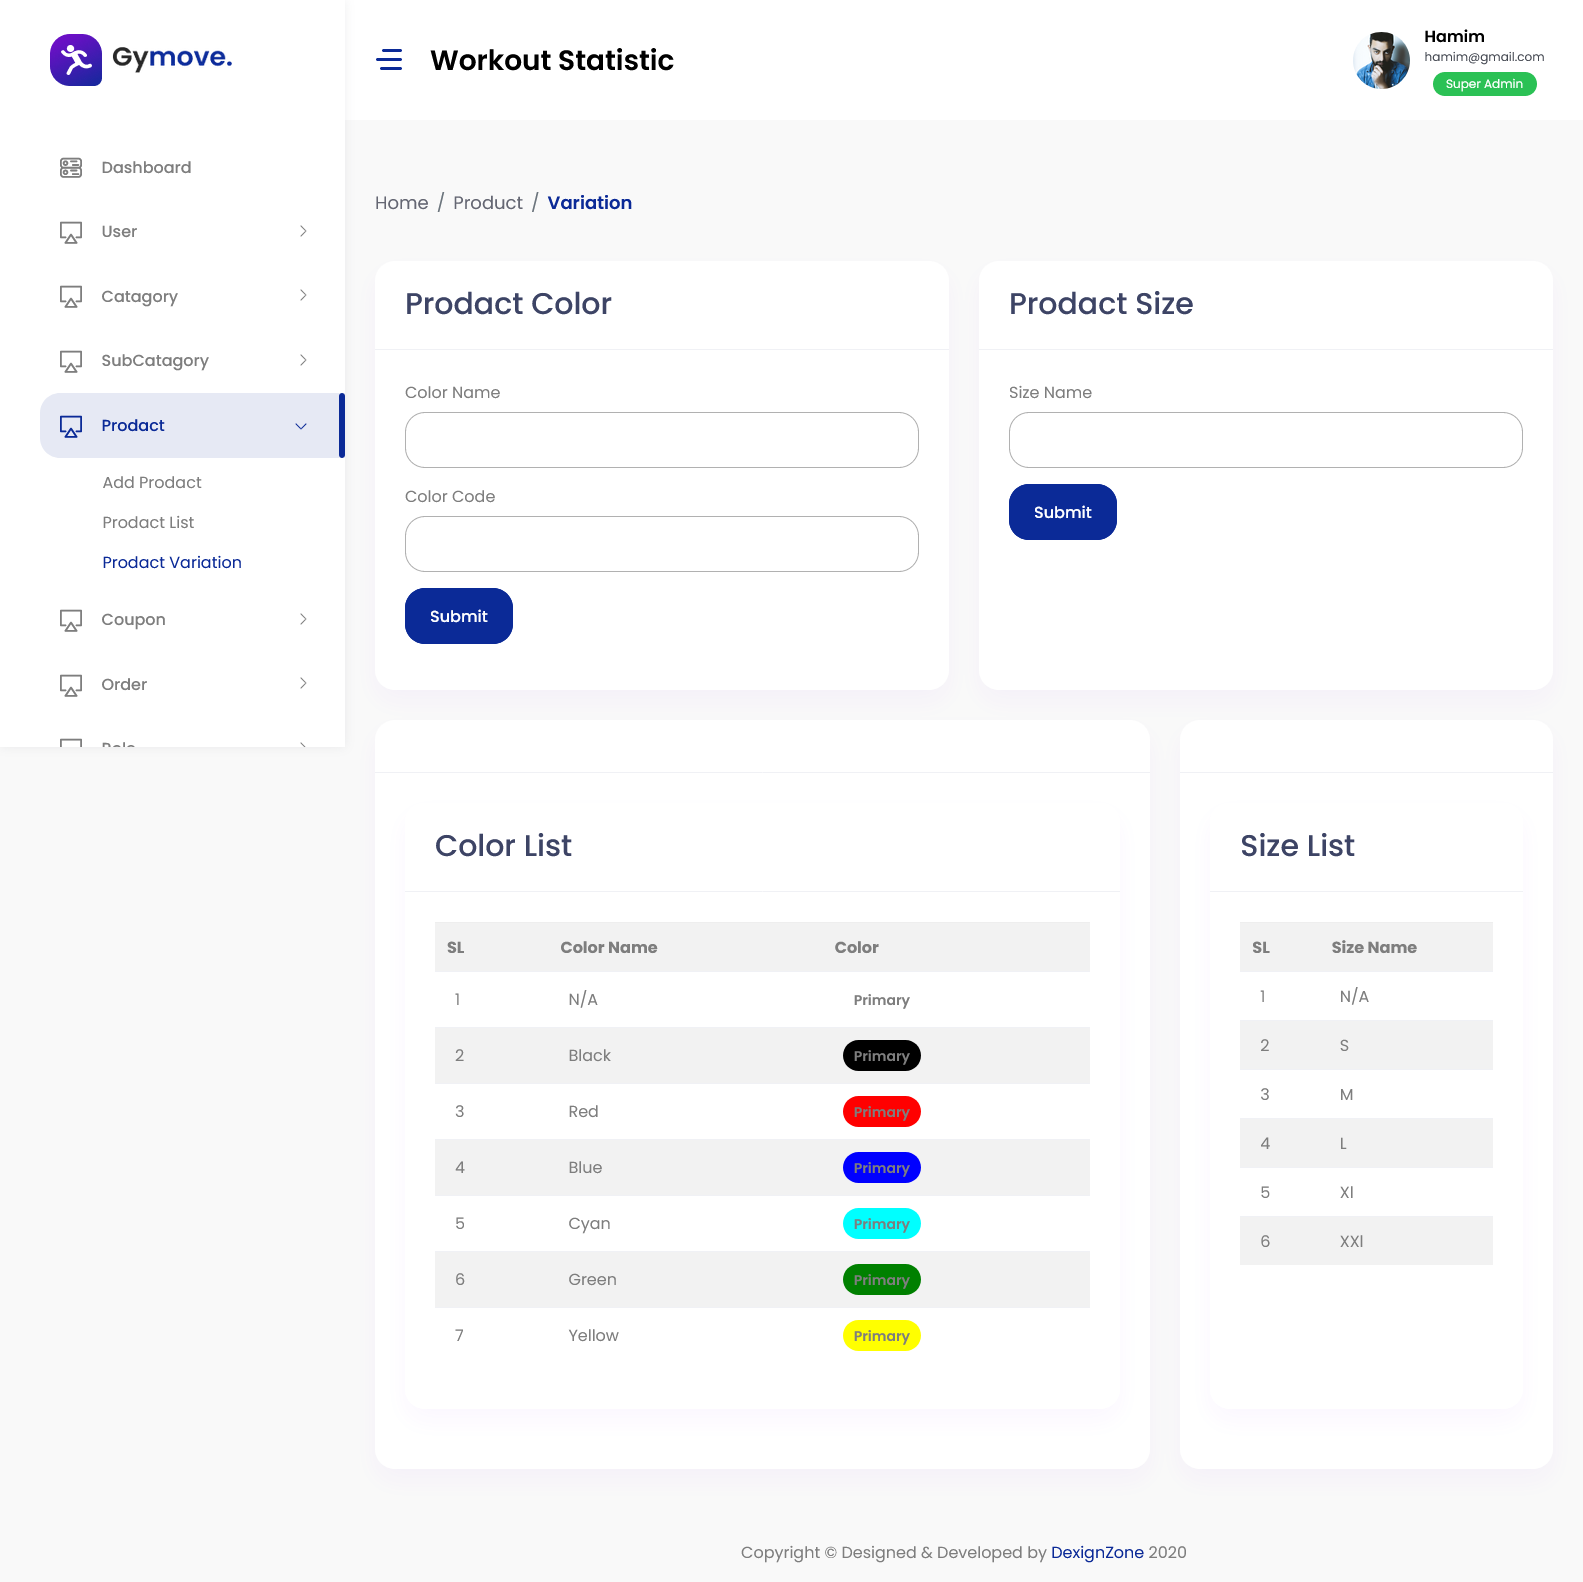 Gymove.
Workout Statistic
Hamim
hamim@gmail.com
Super Admin
Dashboard
User
Catagory
SubCatagory
Prodact
Add Prodact
Prodact List
Prodact Variation
Coupon
Order
Role
Home / Prodact / Variation
Prodact Color
Color Name
Color Code
Submit
Prodact Size
Size Name
Submit
Color List
SL Color Name Color
1 N/A Primary
2 Black Primary
3 Red Primary
4 Blue Primary
5 Cyan Primary
6 Green Primary
7 Yellow Primary
Size List
SL Size Name
1 N/A
2 S
3 M
4 L
5 Xl
6 XXl
Copyright © Designed & Developed by DexignZone 2020